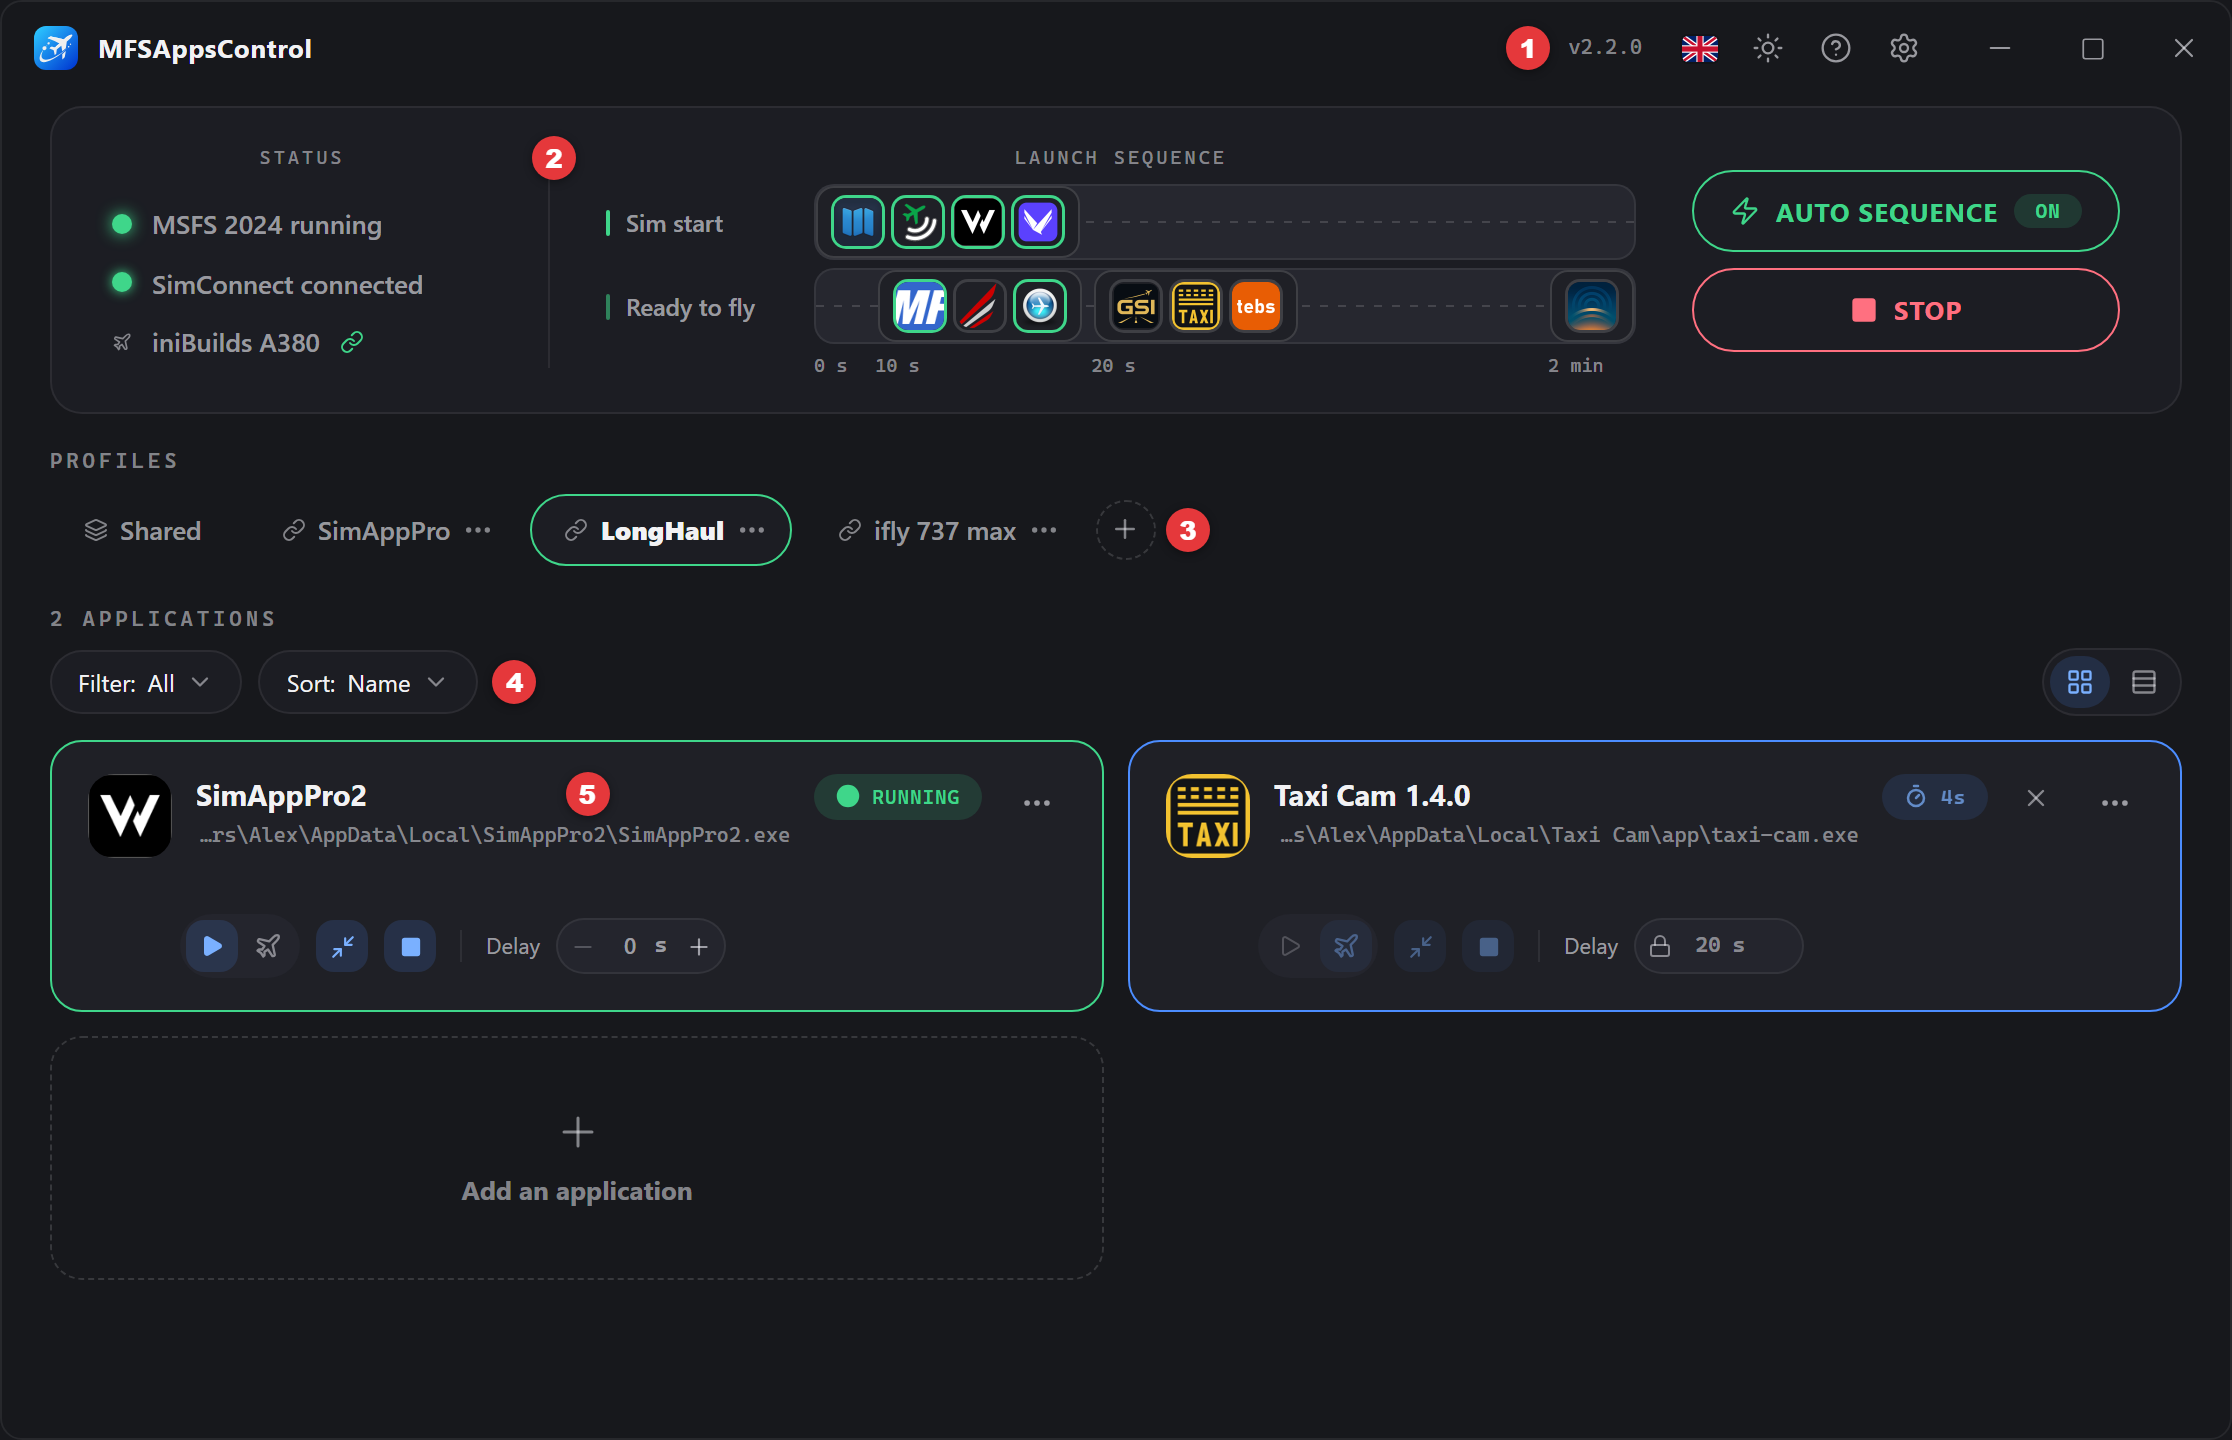 MFSAppsControl
1 v2.2.0
STATUS
2
LAUNCH SEQUENCE
MSFS 2024 running
SimConnect connected
iniBuilds A380
Sim start
Ready to fly
MF GSI TAXI tebs
0 s 10 s 20 s 2 min
AUTO SEQUENCE ON
STOP
PROFILES
Shared SimAppPro ... LongHaul ... ifly 737 max ... + 3
2 APPLICATIONS
Filter: All Sort: Name 4
SimAppPro2 5 RUNNING ...
…rs\Alex\AppData\Local\SimAppPro2\SimAppPro2.exe
Delay − 0 s +
TAXI
Taxi Cam 1.4.0 4s ...
…s\Alex\AppData\Local\Taxi Cam\app\taxi-cam.exe
Delay 20 s
+
Add an application